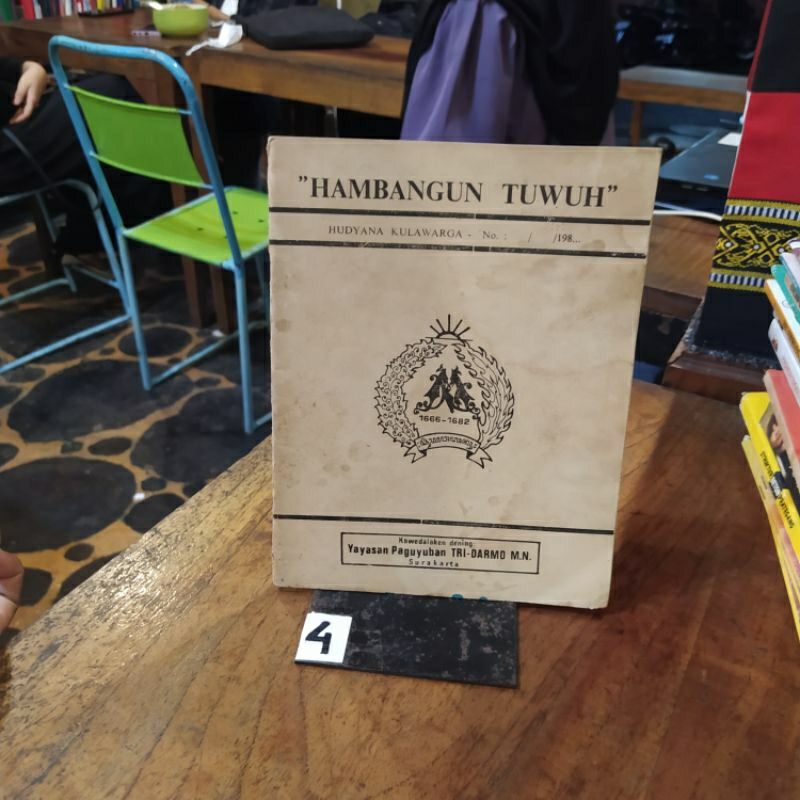 "HAMBANGUN TUWUH"
HUDYANA KULAWARGA - No. : / /198...
1666-1682
Kawedalaken dening:
Yayasan Paguyuban TRI-DARMO M.N.
Surakarta
4